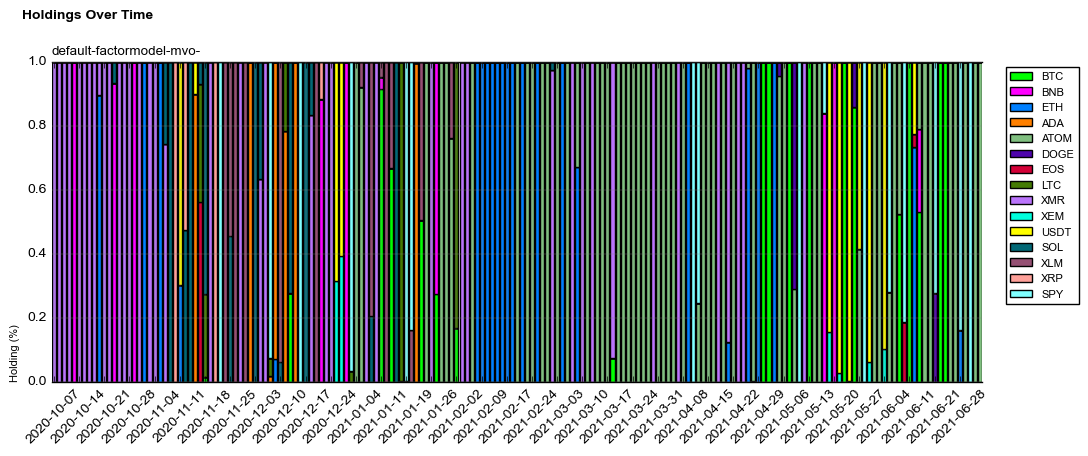 Holdings Over Time
default-factormodel-mvo-
1.0
0.8
0.6
0.4
0.2
0.0
Holding (%)
2020-10-07
2020-10-14
2020-10-21
2020-10-28
2020-11-04
2020-11-11
2020-11-18
2020-11-25
2020-12-03
2020-12-10
2020-12-17
2020-12-24
2021-01-04
2021-01-11
2021-01-19
2021-01-26
2021-02-02
2021-02-09
2021-02-17
2021-02-24
2021-03-03
2021-03-10
2021-03-17
2021-03-24
2021-03-31
2021-04-08
2021-04-15
2021-04-22
2021-04-29
2021-05-06
2021-05-13
2021-05-20
2021-05-27
2021-06-04
2021-06-11
2021-06-21
2021-06-28
BTC
BNB
ETH
ADA
ATOM
DOGE
EOS
LTC
XMR
XEM
USDT
SOL
XLM
XRP
SPY